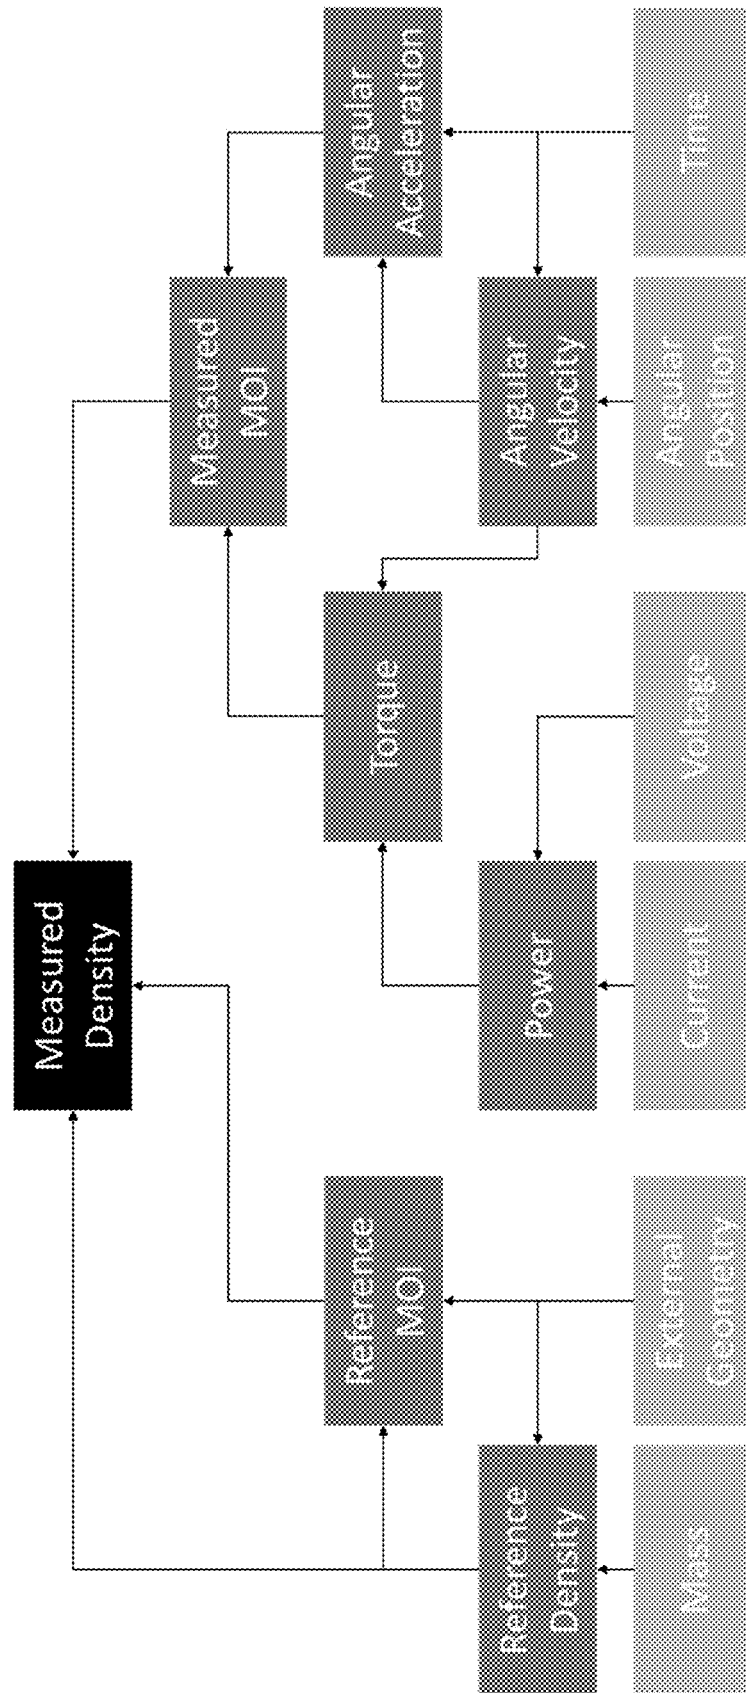 Measured
Density
Measured
MOI
Reference
MOI
Torque
Angular
Acceleration
Reference
Density
Power
Angular
Velocity
Mass
External
Geometry
Current
Voltage
Angular
Position
Time